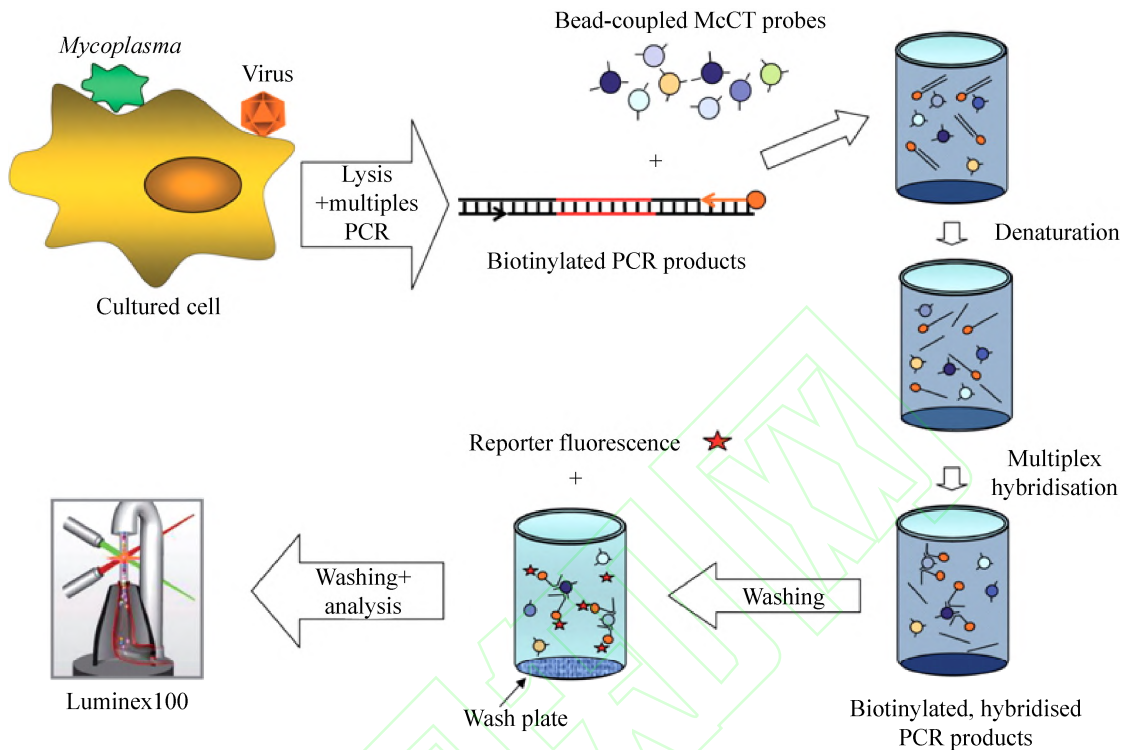 Mycoplasma
Virus
Cultured cell
Lysis
+multiples
PCR
Bead-coupled McCT probes
+
Biotinylated PCR products
Denaturation
Multiplex
hybridisation
Biotinylated, hybridised
PCR products
Washing
Reporter fluorescence
+
Wash plate
Washing+
analysis
Luminex100